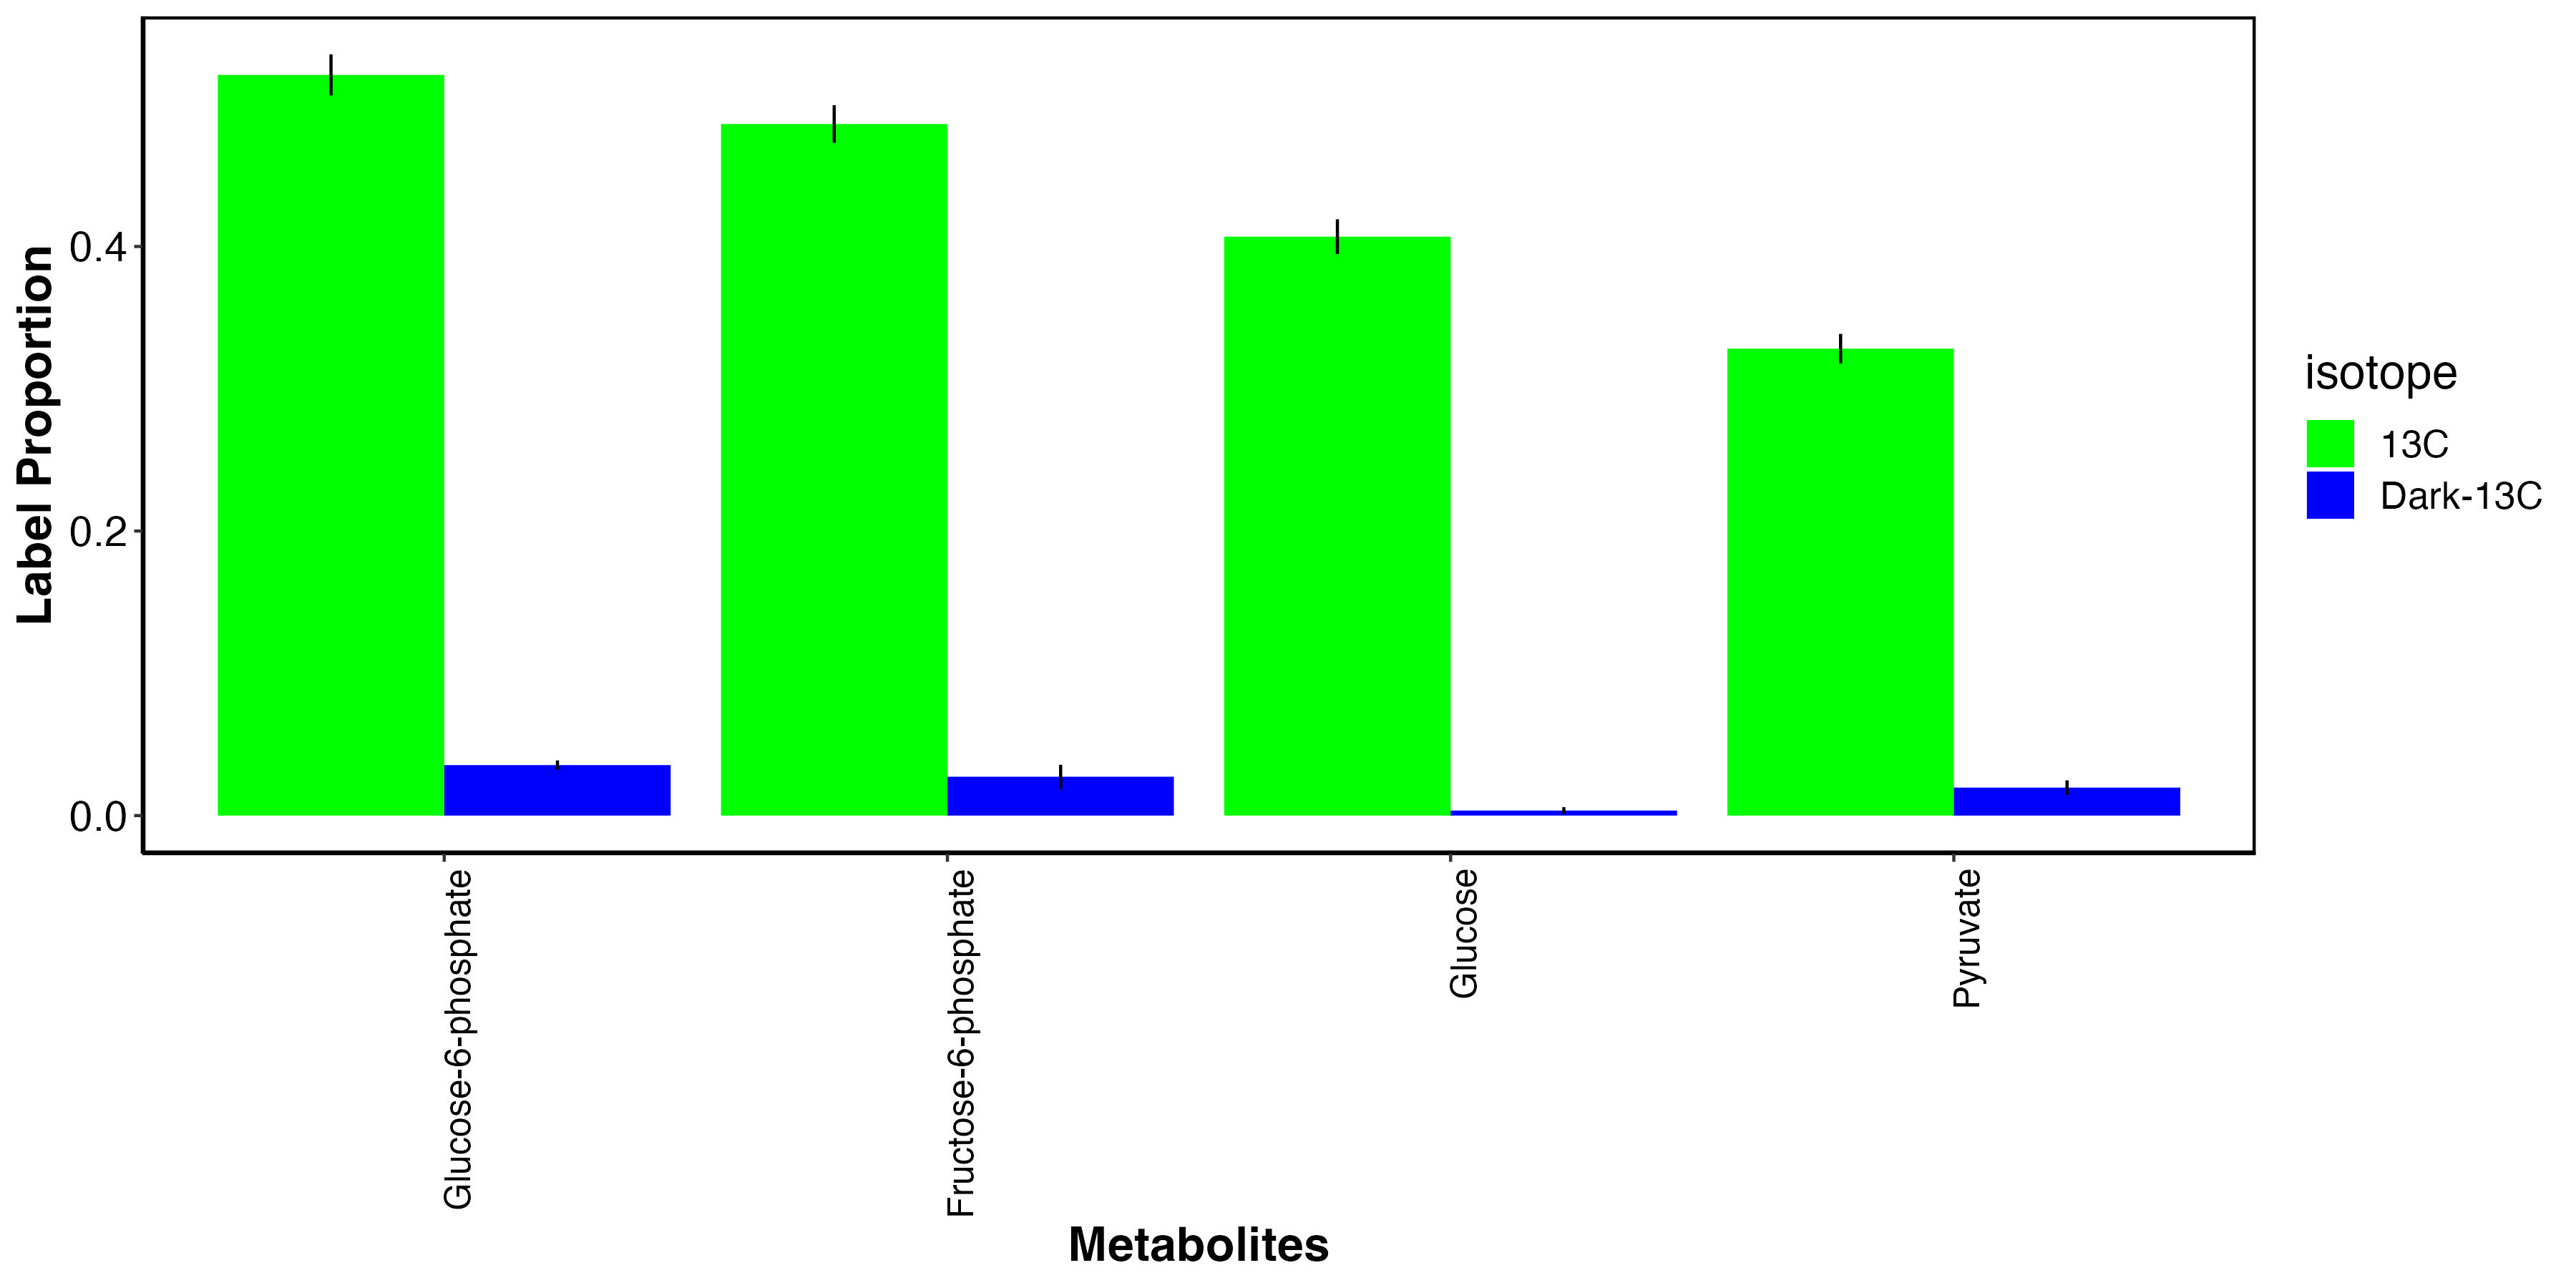 Label Proportion
0.4
0.2
0.0
Glucose-6-phosphate
Fructose-6-phosphate
Glucose
Pyruvate
Metabolites
isotope
13C
Dark-13C